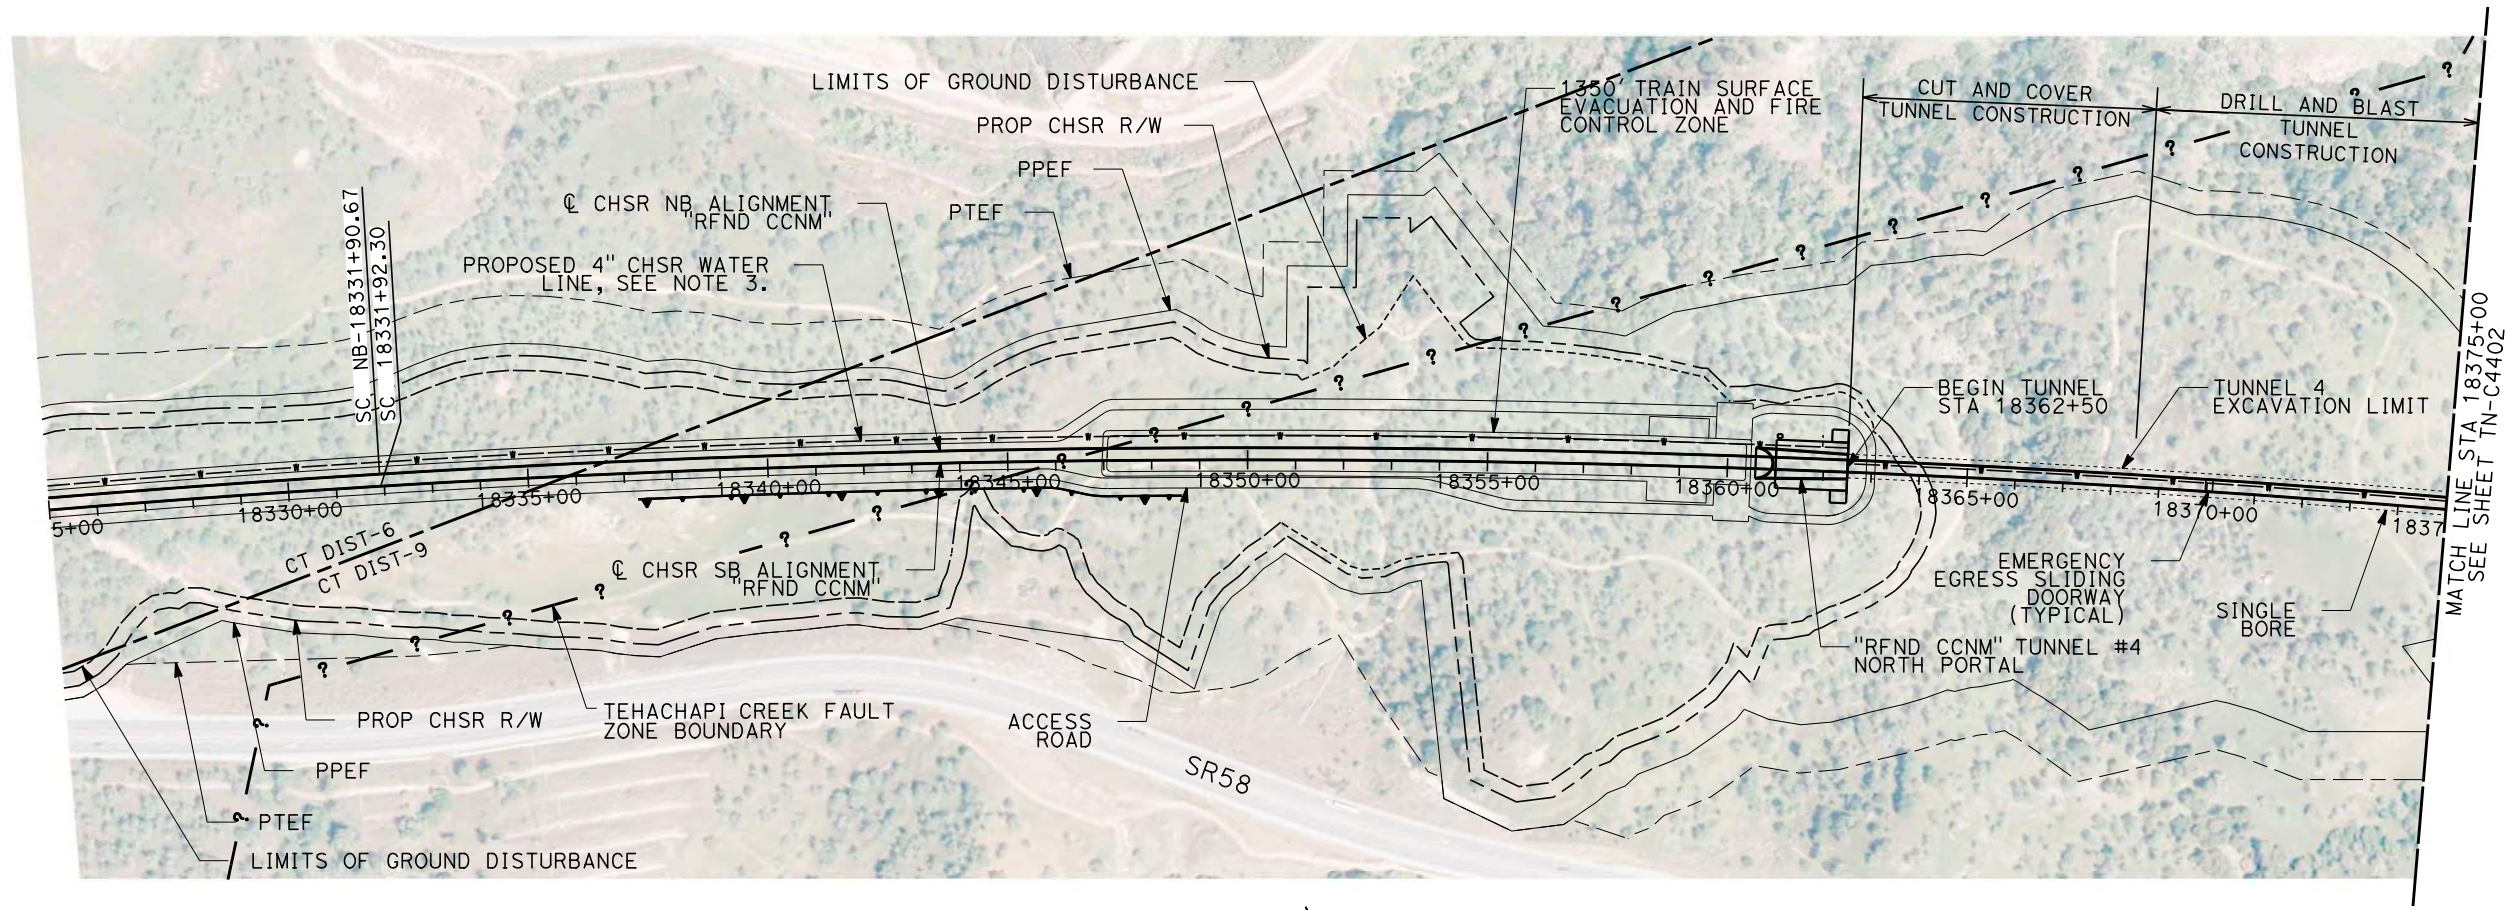 LIMITS OF GROUND DISTURBANCE
PROP CHSR R/W
PPEF
PTEF
℄ CHSR NB ALIGNMENT
"RFND CCNM"
PROPOSED 4" CHSR WATER
LINE, SEE NOTE 3.
SC NB-18331+90.67
SC 18331+92.30
1350' TRAIN SURFACE
EVACUATION AND FIRE
CONTROL ZONE
CUT AND COVER
TUNNEL CONSTRUCTION
DRILL AND BLAST
TUNNEL
CONSTRUCTION
BEGIN TUNNEL
STA 18362+50
TUNNEL 4
EXCAVATION LIMIT
MATCH LINE STA 18375+00
SEE SHEET TN-C4402
5+00
18330+00
18335+00
18340+00
18345+00
18350+00
18355+00
18360+00
18365+00
18370+00
1837
CT DIST-6
CT DIST-9
℄ CHSR SB ALIGNMENT
"RFND CCNM"
EMERGENCY
EGRESS SLIDING
DOORWAY
(TYPICAL)
SINGLE
BORE
"RFND CCNM" TUNNEL #4
NORTH PORTAL
PROP CHSR R/W
TEHACHAPI CREEK FAULT
ZONE BOUNDARY
ACCESS
ROAD
SR58
PPEF
PTEF
LIMITS OF GROUND DISTURBANCE